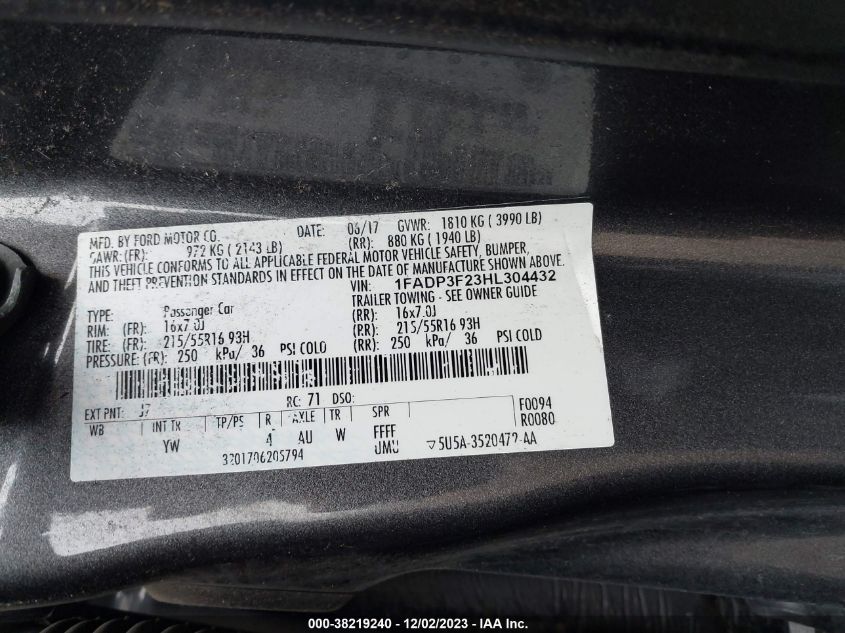 MFD. BY FORD MOTOR CO. DATE: 06/17 GVWR: 1810 KG ( 3990 LB)
GAWR: (FR): 972 KG ( 2143 LB) (RR): 880 KG ( 1940 LB)
THIS VEHICLE CONFORMS TO ALL APPLICABLE FEDERAL MOTOR VEHICLE SAFETY, BUMPER,
AND THEFT PREVENTION STANDARDS IN EFFECT ON THE DATE OF MANUFACTURE SHOWN ABOVE.
VIN: 1FADP3F23HL304432
TYPE: Passenger Car TRAILER TOWING - SEE OWNER GUIDE
RIM: (FR): 16x7.0J (RR): 16x7.0J
TIRE: (FR): 215/55R16 93H (RR): 215/55R16 93H
PRESSURE: (FR): 250 kPa/ 36 PSI COLD (RR): 250 kPa/ 36 PSI COLD
EXT PNT: J7 RC: 71 DSO: F0094
WB INT TR TP/PS R AXLE TR SPR R0080
YW 4 AU W FFFF
3201706205794 UMU ▽5U5A-3520472-AA
000-38219240 - 12/02/2023 - IAA Inc.